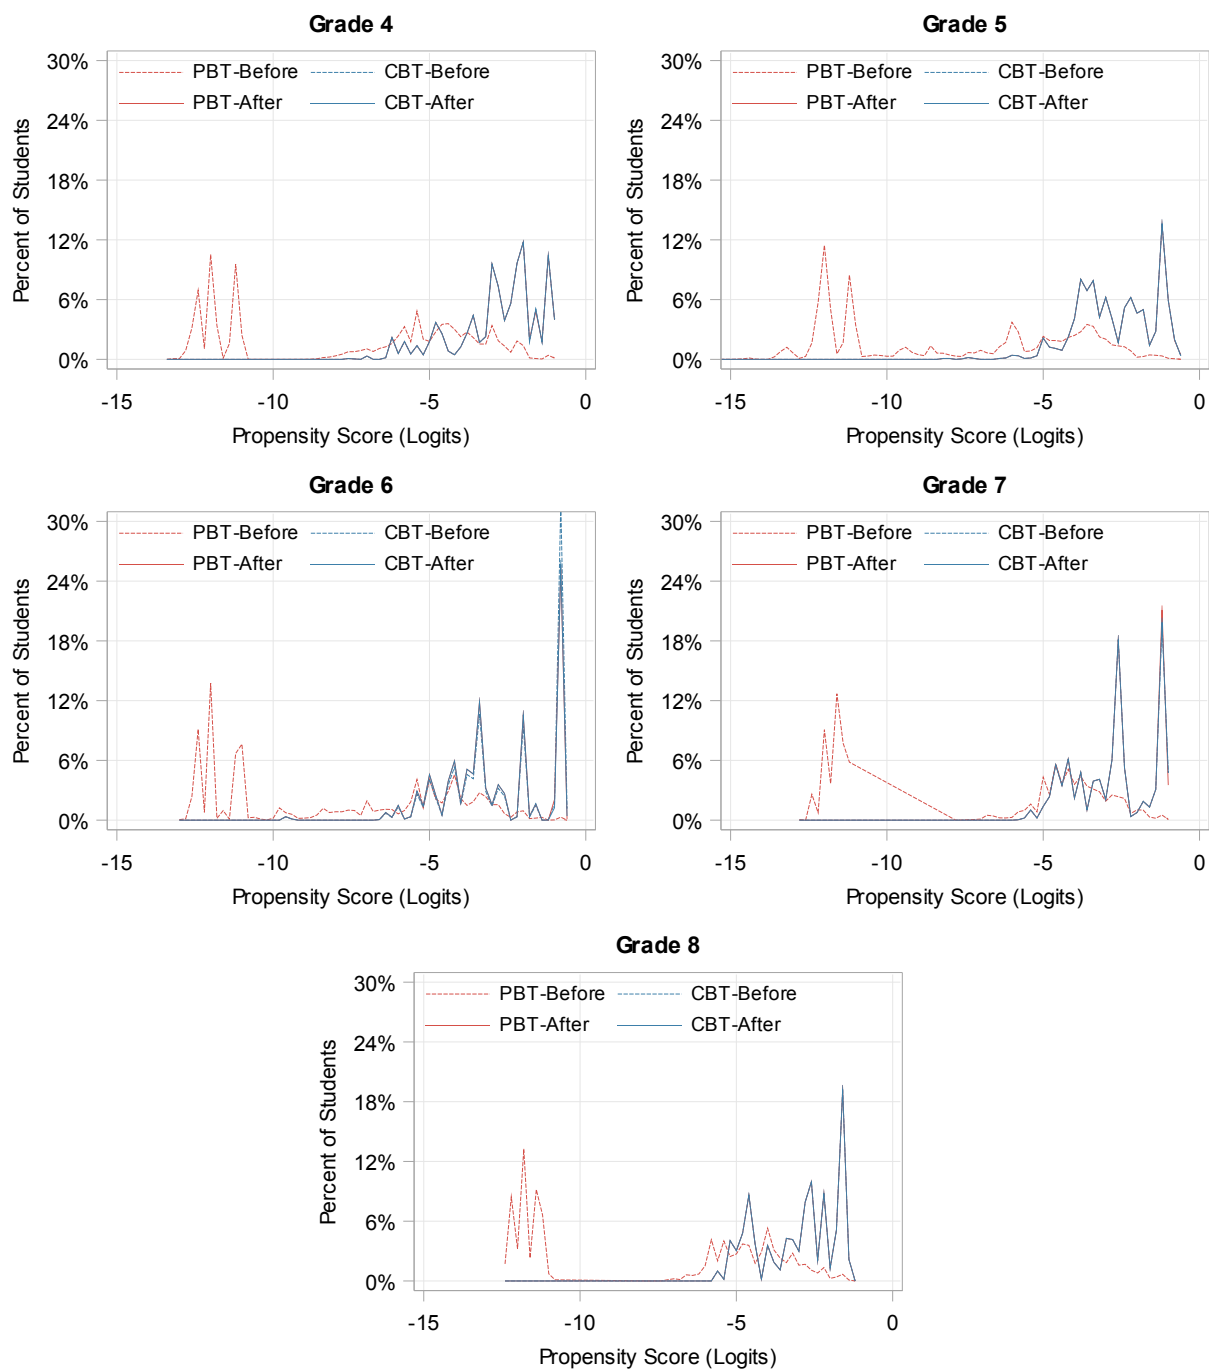 Grade 4
Percent of Students
30%
24%
18%
12%
6%
0%
PBT-Before CBT-Before
PBT-After CBT-After
-15 -10 -5 0
Propensity Score (Logits)
Grade 5
Percent of Students
30%
24%
18%
12%
6%
0%
PBT-Before CBT-Before
PBT-After CBT-After
-15 -10 -5 0
Propensity Score (Logits)
Grade 6
Percent of Students
30%
24%
18%
12%
6%
0%
PBT-Before CBT-Before
PBT-After CBT-After
-15 -10 -5 0
Propensity Score (Logits)
Grade 7
Percent of Students
30%
24%
18%
12%
6%
0%
PBT-Before CBT-Before
PBT-After CBT-After
-15 -10 -5 0
Propensity Score (Logits)
Grade 8
Percent of Students
30%
24%
18%
12%
6%
0%
PBT-Before CBT-Before
PBT-After CBT-After
-15 -10 -5 0
Propensity Score (Logits)